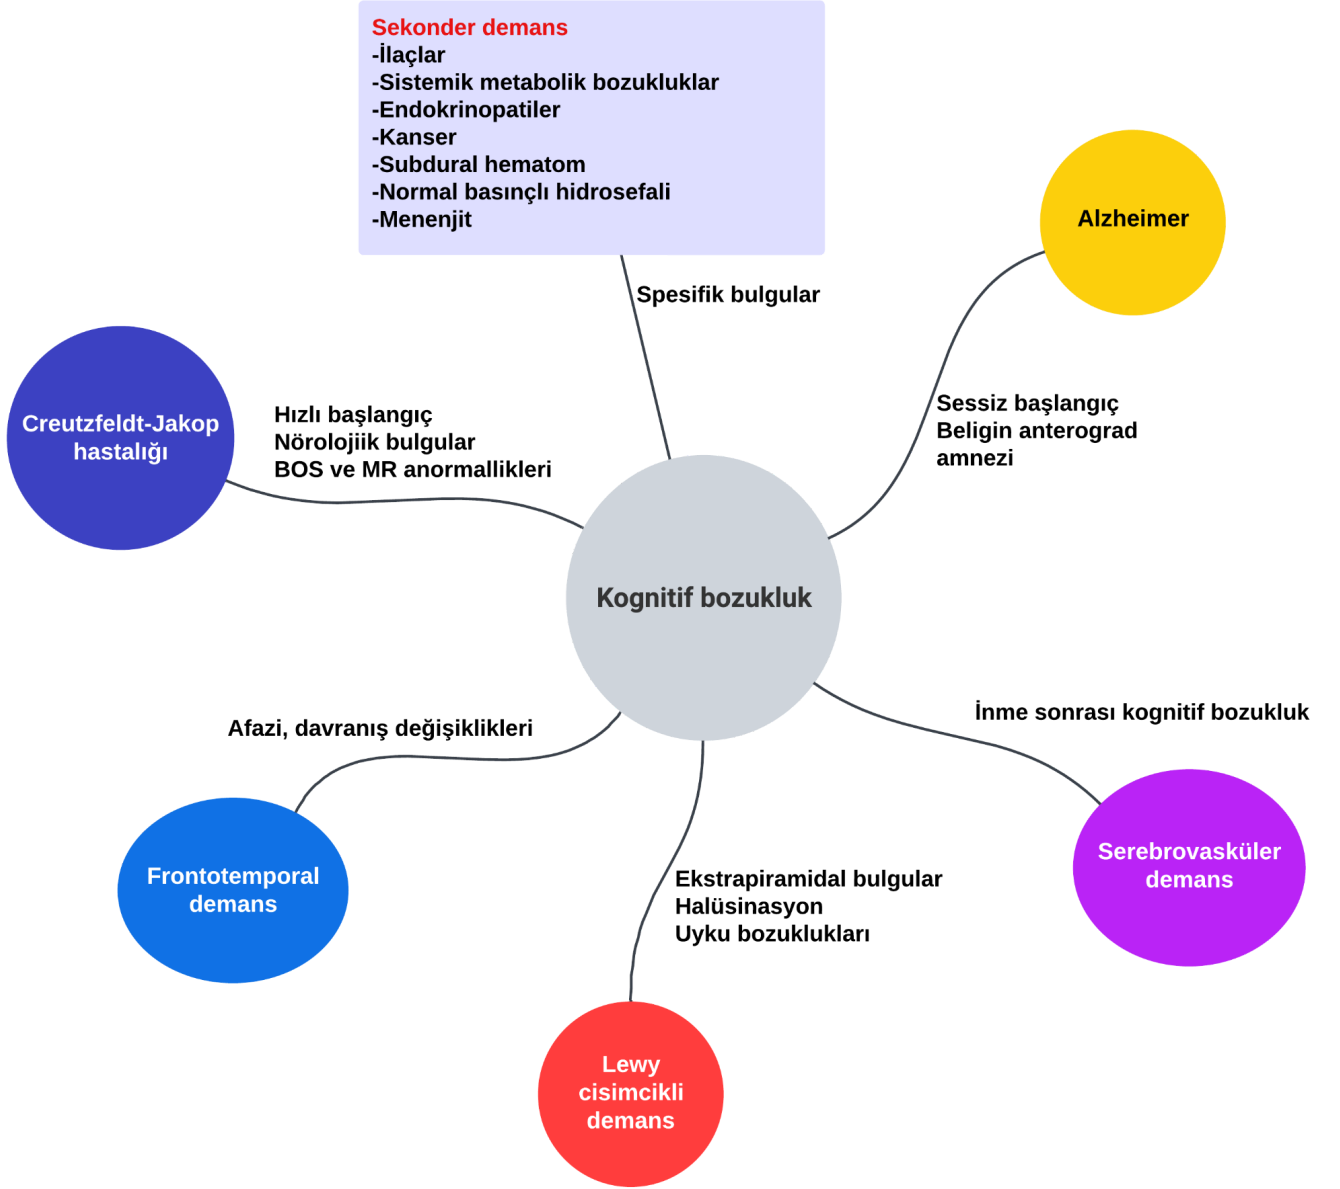 Sekonder demans
-İlaçlar
-Sistemik metabolik bozukluklar
-Endokrinopatiler
-Kanser
-Subdural hematom
-Normal basınçlı hidrosefali
-Menenjit
Spesifik bulgular
Alzheimer
Sessiz başlangıç
Beligin anterograd
amnezi
Creutzfeldt-Jakop
hastalığı
Hızlı başlangıç
Nörolojiik bulgular
BOS ve MR anormallikleri
Kognitif bozukluk
Afazi, davranış değişiklikleri
İnme sonrası kognitif bozukluk
Frontotemporal
demans
Ekstrapiramidal bulgular
Halüsinasyon
Uyku bozuklukları
Serebrovasküler
demans
Lewy
cisimcikli
demans